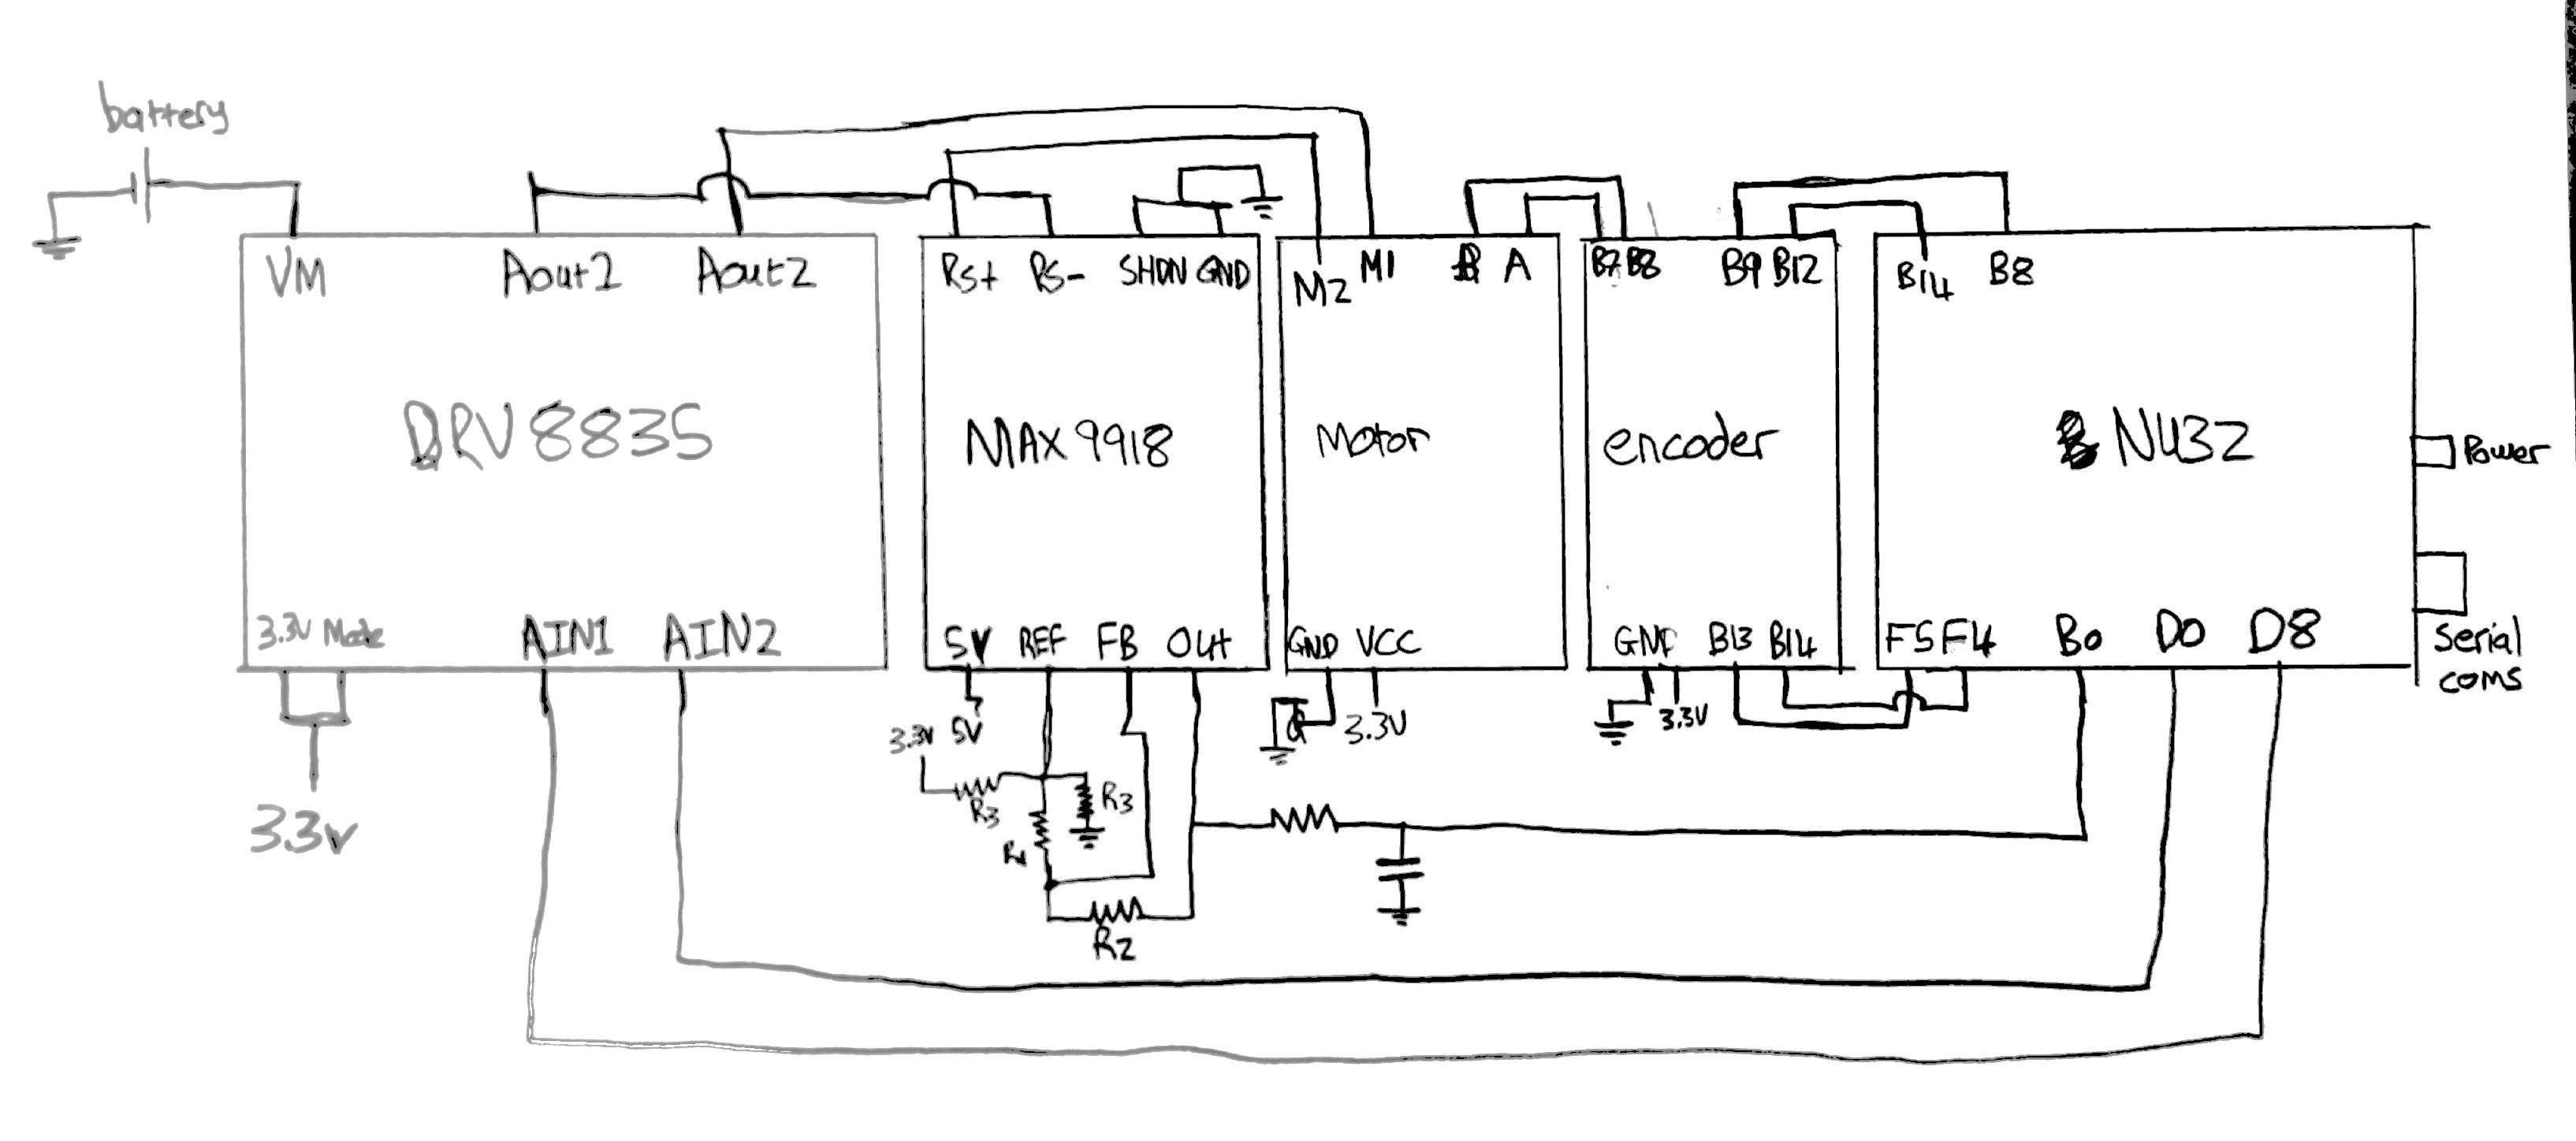 battery
VM Aout1 Aout2
Rs+ Rs- SHDN GND
M2 M1 B A
B7 B8 B9 B12
B14 B8
DRV8835
MAX9918
Motor
encoder
NU32
Power
3.3V Mode AIN1 AIN2
5V REF FB OUT
GND VCC
GND B13 B14
F5 F4 B0 D0 D8
Serial
coms
3.3V 5V
3.3V
3.3V
3.3V
R3
R3
R1
R2